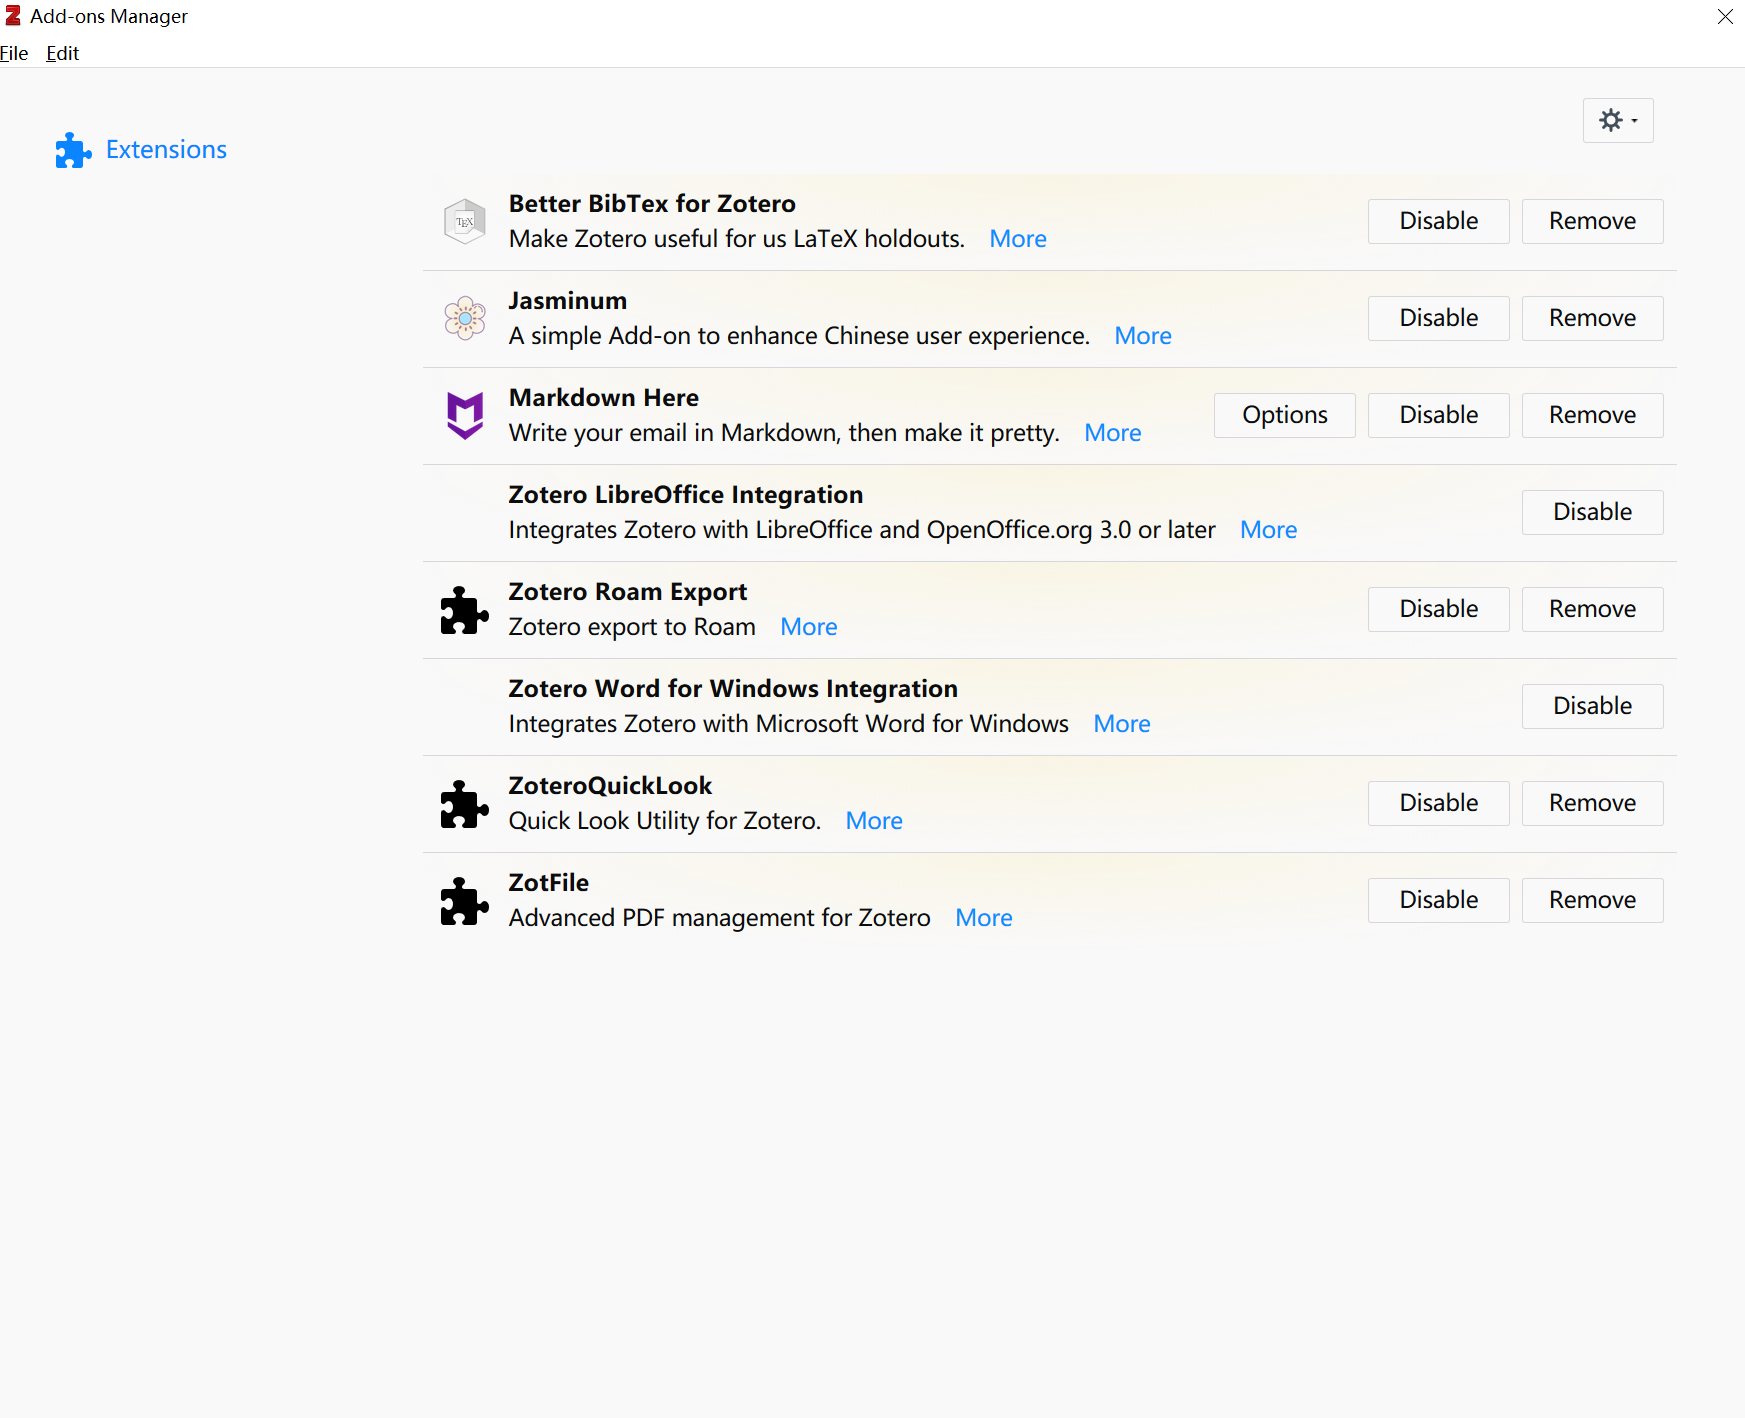 Add-ons Manager
File Edit
Extensions
Better BibTex for Zotero
Make Zotero useful for us LaTeX holdouts. More
Disable Remove
Jasminum
A simple Add-on to enhance Chinese user experience. More
Disable Remove
Markdown Here
Write your email in Markdown, then make it pretty. More
Options Disable Remove
Zotero LibreOffice Integration
Integrates Zotero with LibreOffice and OpenOffice.org 3.0 or later More
Disable
Zotero Roam Export
Zotero export to Roam More
Disable Remove
Zotero Word for Windows Integration
Integrates Zotero with Microsoft Word for Windows More
Disable
ZoteroQuickLook
Quick Look Utility for Zotero. More
Disable Remove
ZotFile
Advanced PDF management for Zotero More
Disable Remove